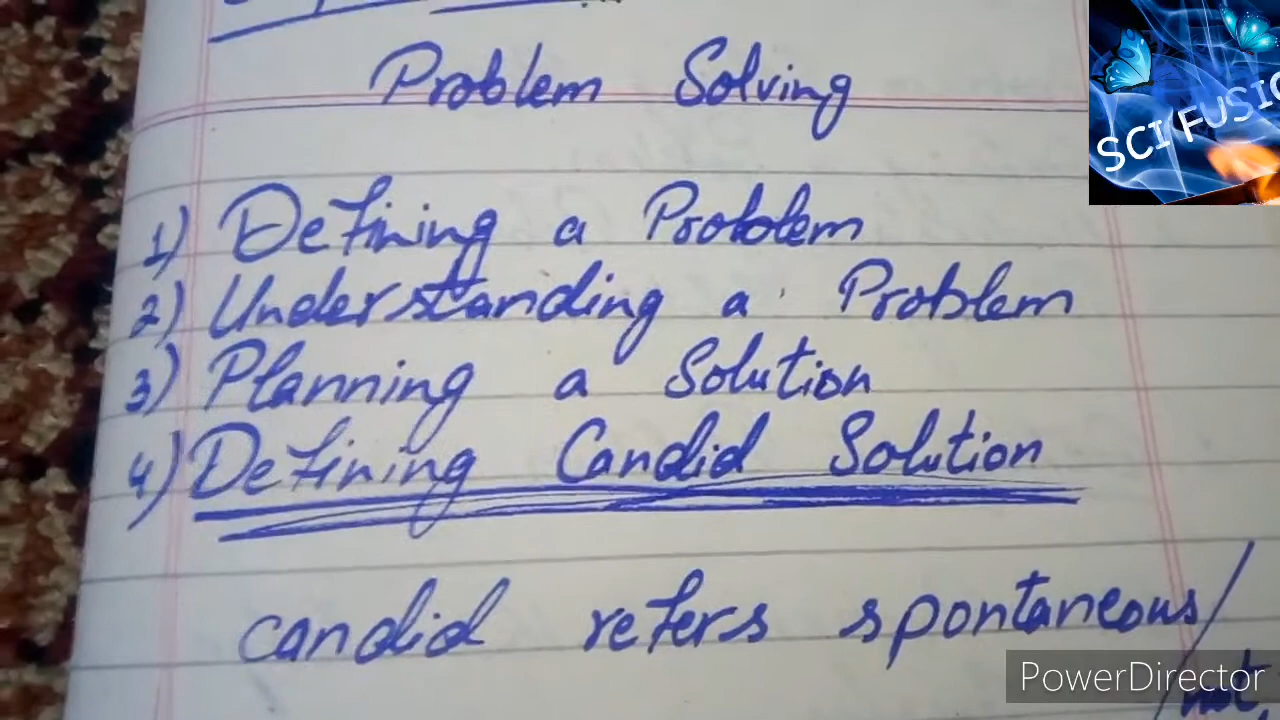 Problem Solving
SCI FUSIO
1) Defining a Problem
2) Understanding a Problem
3) Planning a Solution
4) Defining Candid Solution
candid refers spontaneous/
PowerDirector
not,